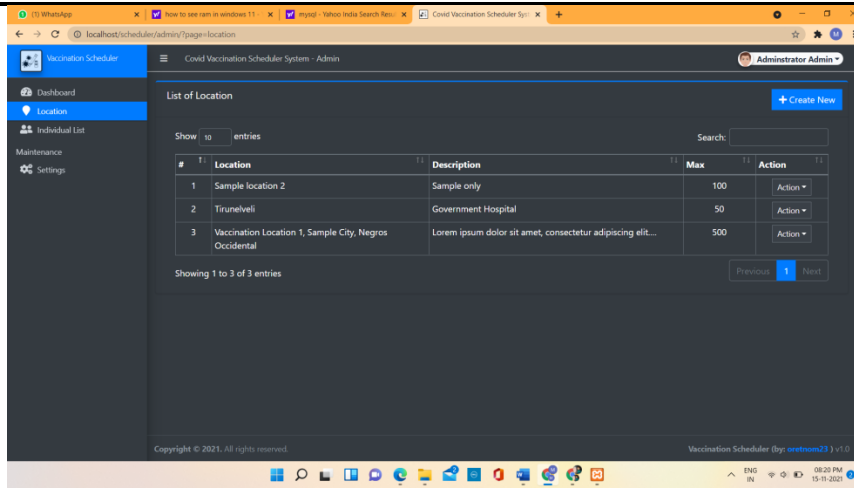 (1) WhatsApp
how to see ram in windows 11 -
mysql - Yahoo India Search Resu
Covid Vaccination Scheduler Syst
localhost/scheduler/admin/?page=location
M
Vaccination Scheduler
Covid Vaccination Scheduler System - Admin
Adminstrator Admin
Dashboard
Location
Individual List
Maintenance
Settings
List of Location
+ Create New
Show 10 entries
Search:
# Location Description Max Action
1 Sample location 2 Sample only 100 Action
2 Tirunelveli Government Hospital 50 Action
3 Vaccination Location 1, Sample City, Negros Lorem ipsum dolor sit amet, consectetur adipiscing elit.... 500 Action
Occidental
Showing 1 to 3 of 3 entries
Previous 1 Next
Copyright © 2021. All rights reserved.
Vaccination Scheduler (by: oretnom23 ) v1.0
ENG
IN
08:20 PM
15-11-2021
2